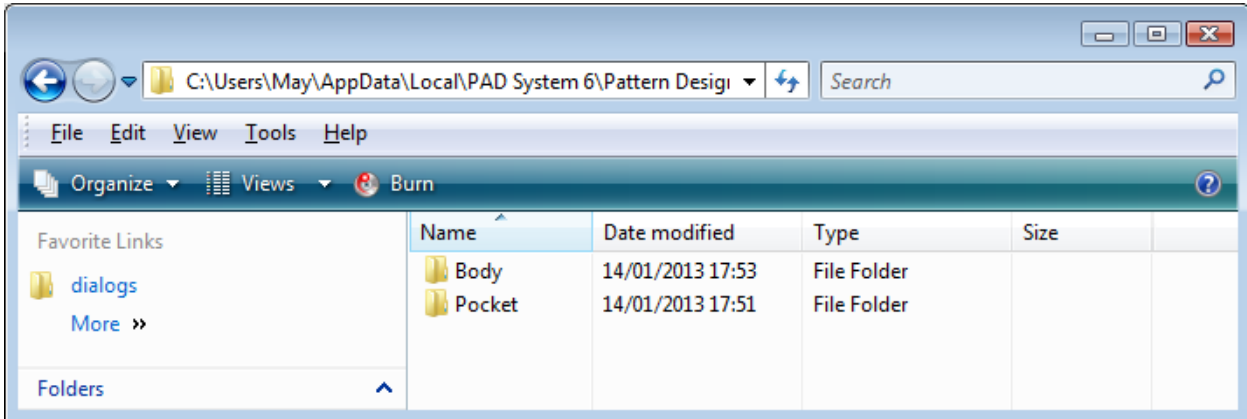 C:\Users\May\AppData\Local\PAD System 6\Pattern Desig
Search
File Edit View Tools Help
Organize Views Burn
Favorite Links
dialogs
More »
Folders
Name Date modified Type Size
Body 14/01/2013 17:53 File Folder
Pocket 14/01/2013 17:51 File Folder